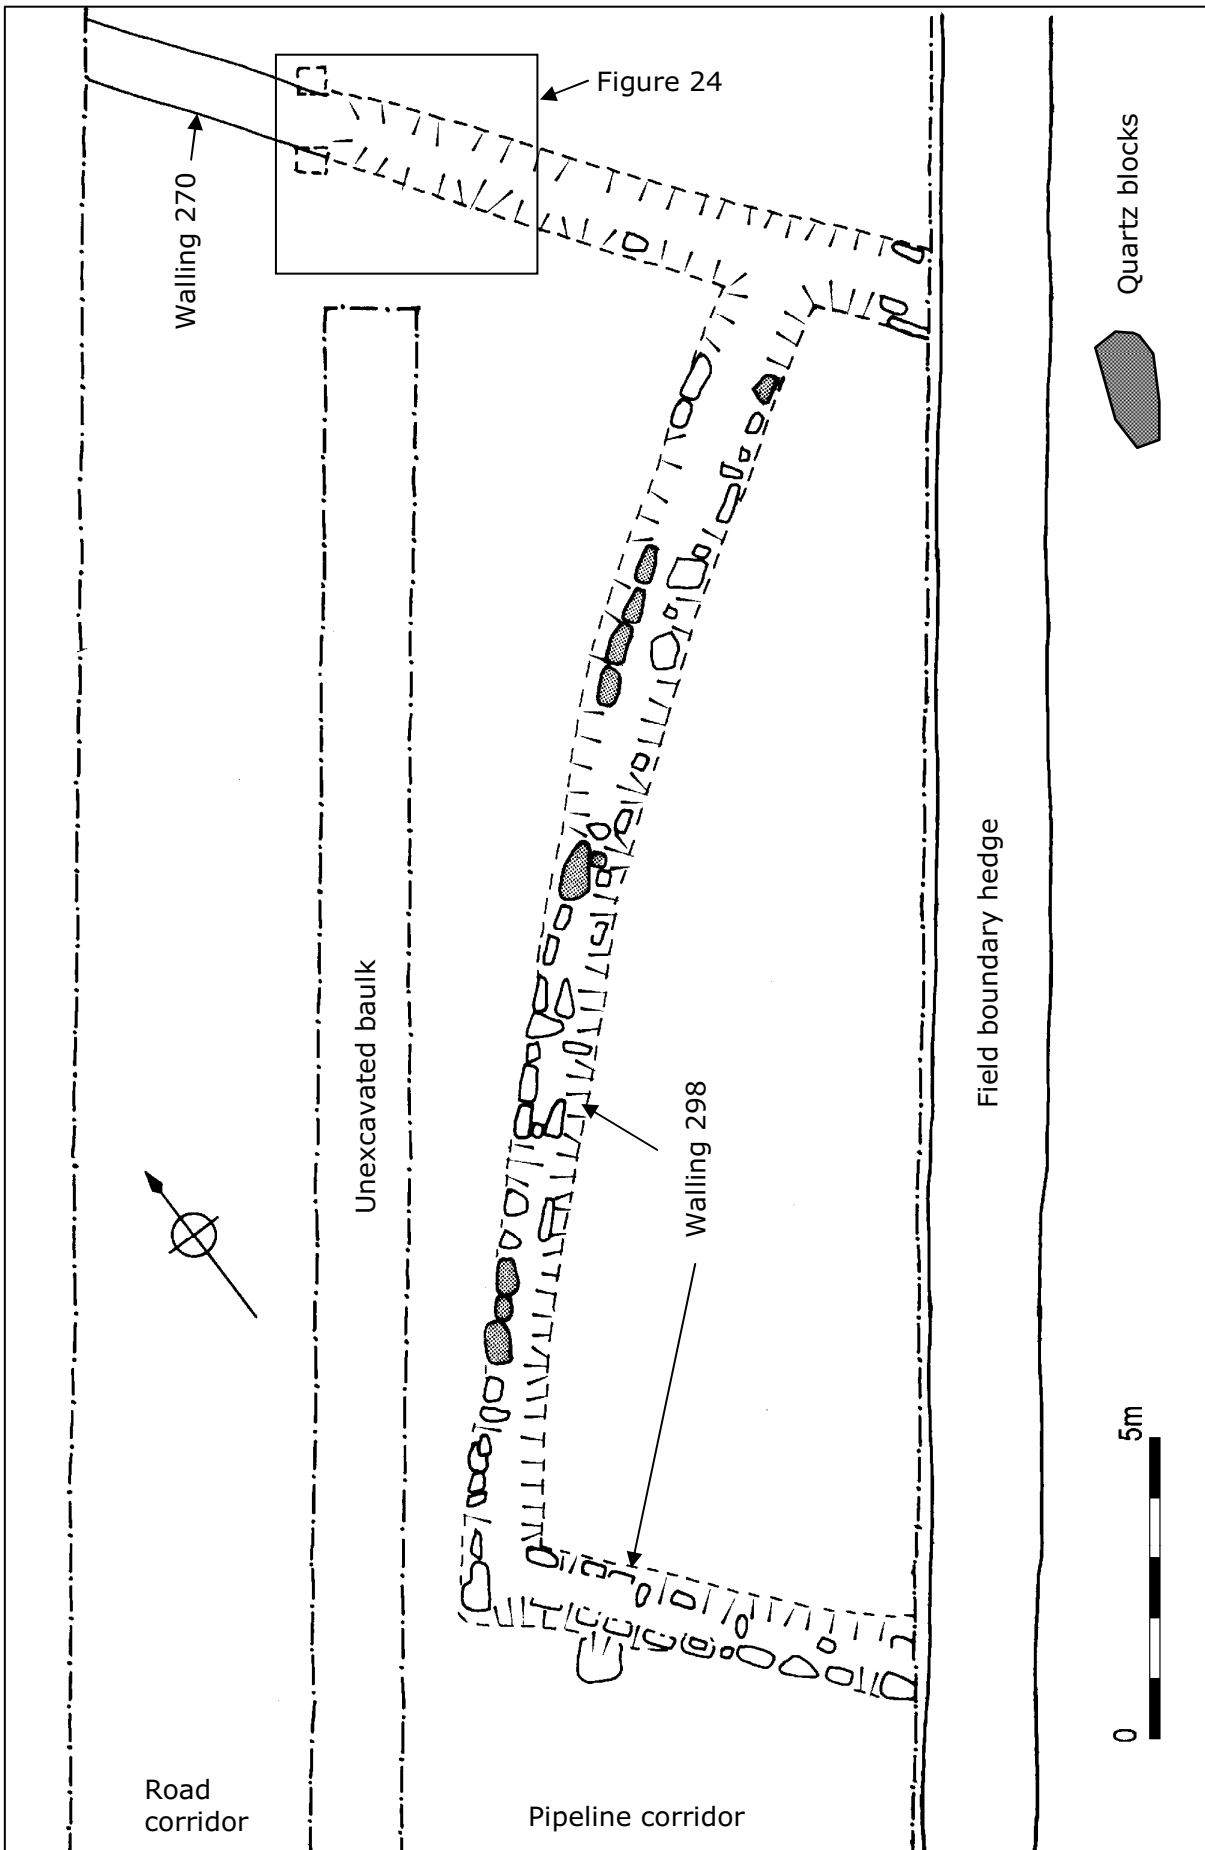 Figure 24
Walling 270
Quartz blocks
Field boundary hedge
Unexcavated baulk
Walling 298
5m
0
Road
corridor
Pipeline corridor